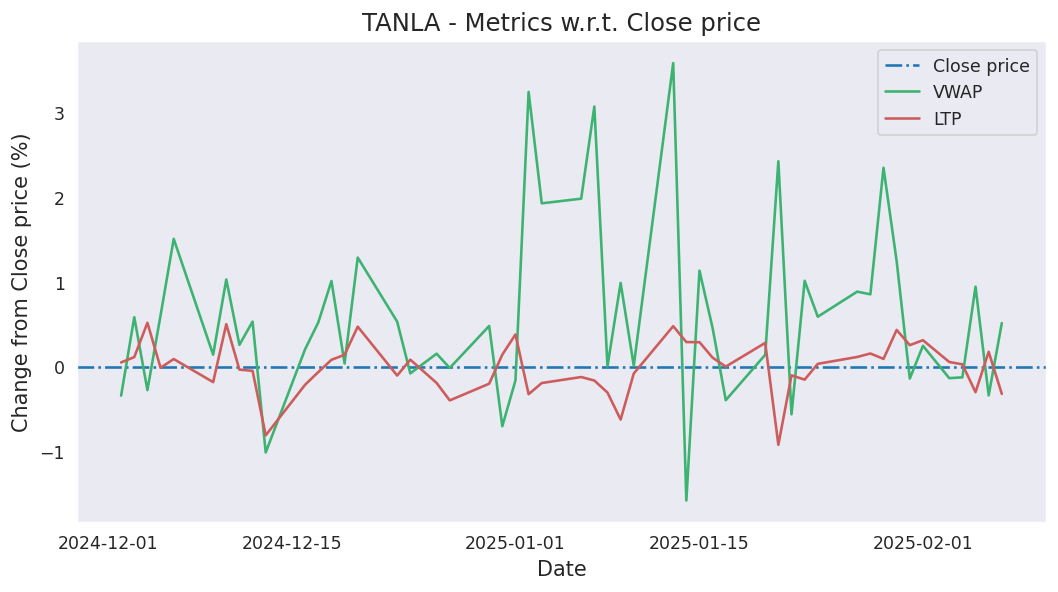 TANLA - Metrics w.r.t. Close price
Close price
VWAP
LTP
Change from Close price (%)
3
2
1
0
−1
2024-12-01
2024-12-15
2025-01-01
2025-01-15
2025-02-01
Date